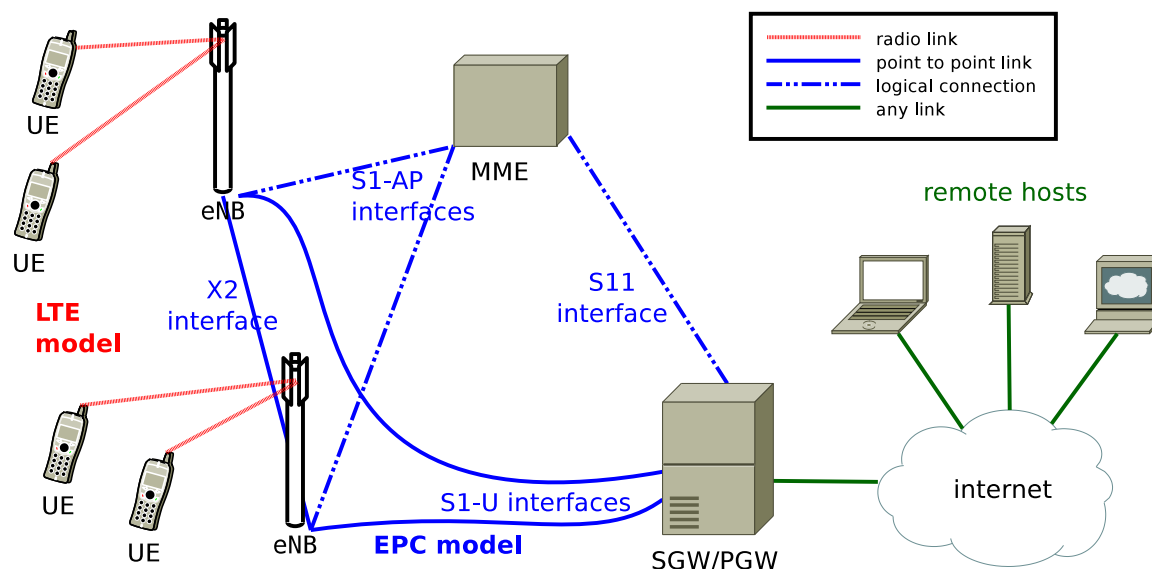 radio link
point to point link
logical connection
any link
UE
UE
eNB
MME
S1-AP
interfaces
remote hosts
X2
interface
S11
interface
LTE
model
UE
UE
eNB
S1-U interfaces
EPC model
SGW/PGW
internet